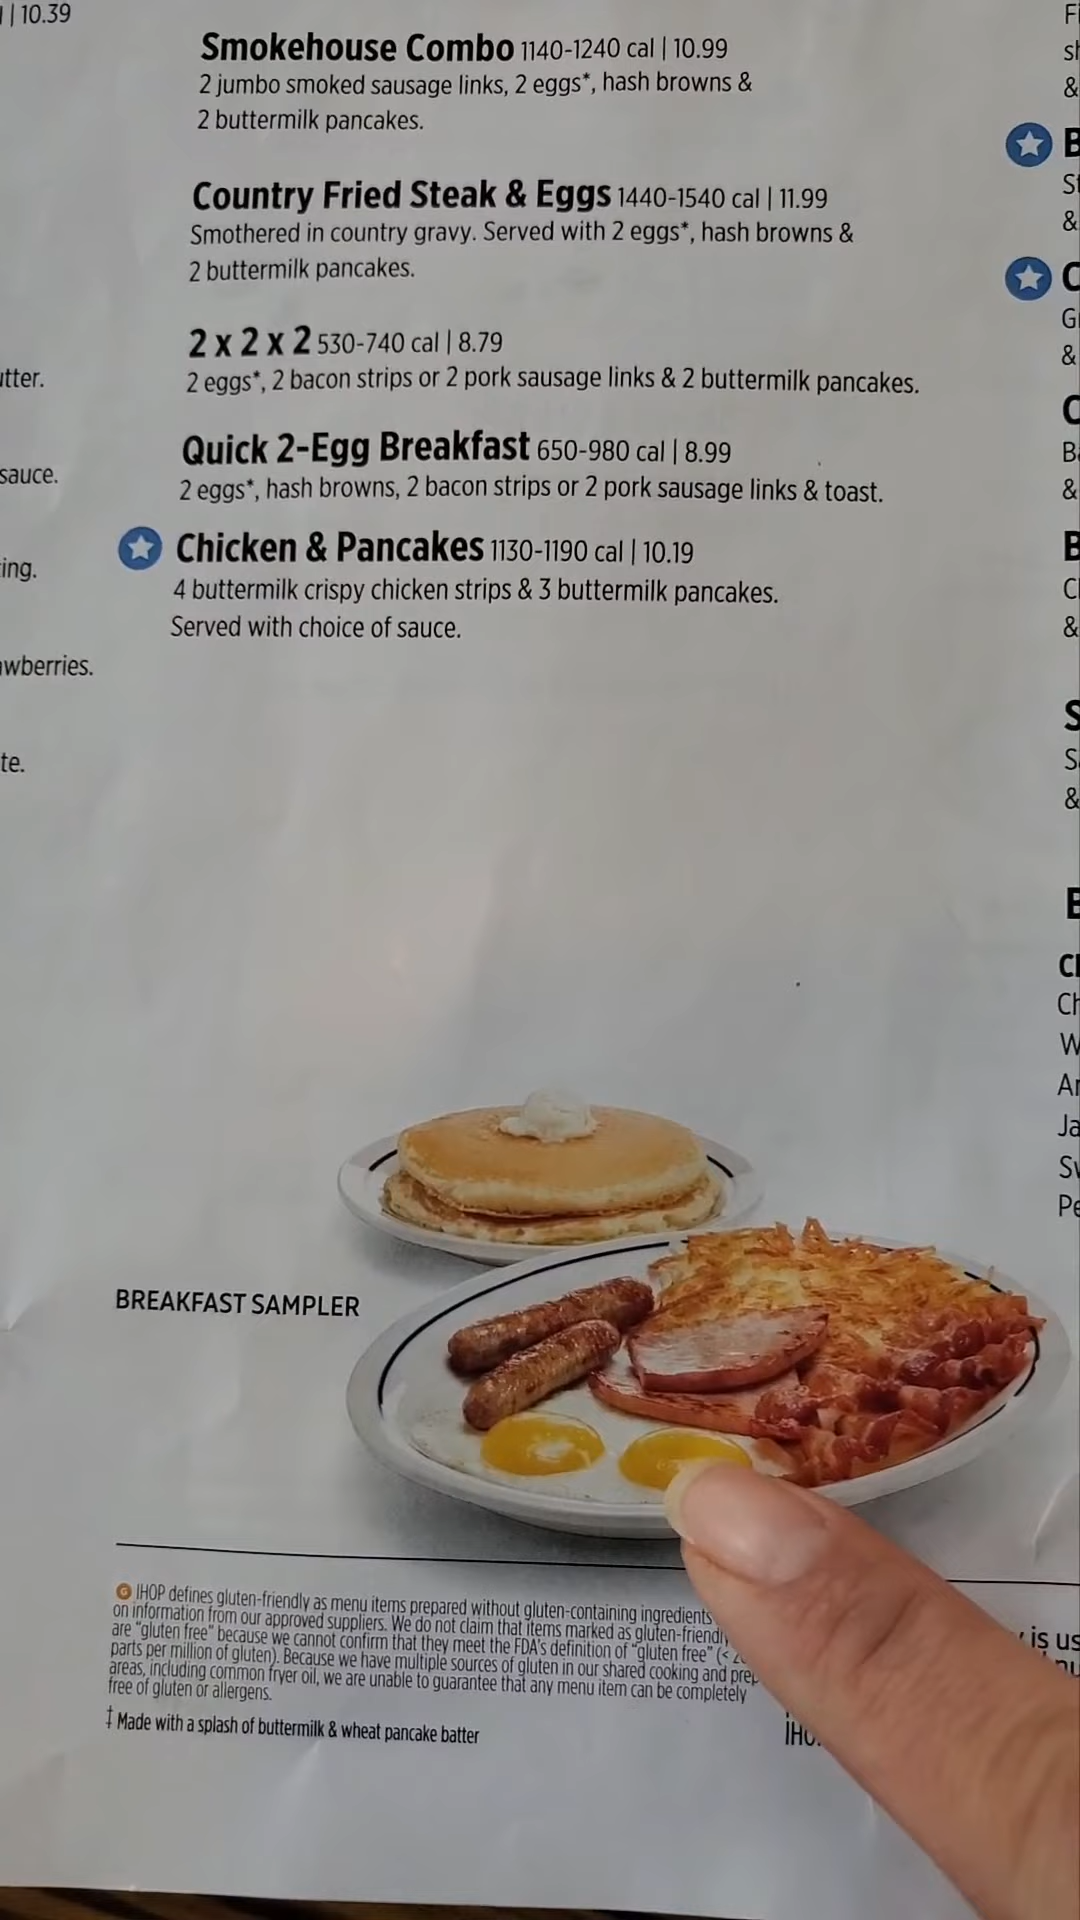 | 10.39
Smokehouse Combo 1140-1240 cal | 10.99
2 jumbo smoked sausage links, 2 eggs*, hash browns &
2 buttermilk pancakes.
Country Fried Steak & Eggs 1440-1540 cal | 11.99
Smothered in country gravy. Served with 2 eggs*, hash browns &
2 buttermilk pancakes.
2 x 2 x 2 530-740 cal | 8.79
2 eggs*, 2 bacon strips or 2 pork sausage links & 2 buttermilk pancakes.
Quick 2-Egg Breakfast 650-980 cal | 8.99
2 eggs*, hash browns, 2 bacon strips or 2 pork sausage links & toast.
sauce.
Chicken & Pancakes 1130-1190 cal | 10.19
4 buttermilk crispy chicken strips & 3 buttermilk pancakes.
Served with choice of sauce.
BREAKFAST SAMPLER
G IHOP defines gluten-friendly as menu items prepared without gluten-containing ingredients
on information from our approved suppliers. We do not claim that items marked as gluten-friendly
are "gluten free" because we cannot confirm that they meet the FDA's definition of "gluten free" (<
parts per million of gluten). Because we have multiple sources of gluten in our shared cooking and prep
areas, including common fryer oil, we are unable to guarantee that any menu item can be completely
free of gluten or allergens.
‡ Made with a splash of buttermilk & wheat pancake batter
is
&
&
&
&
&
&
&